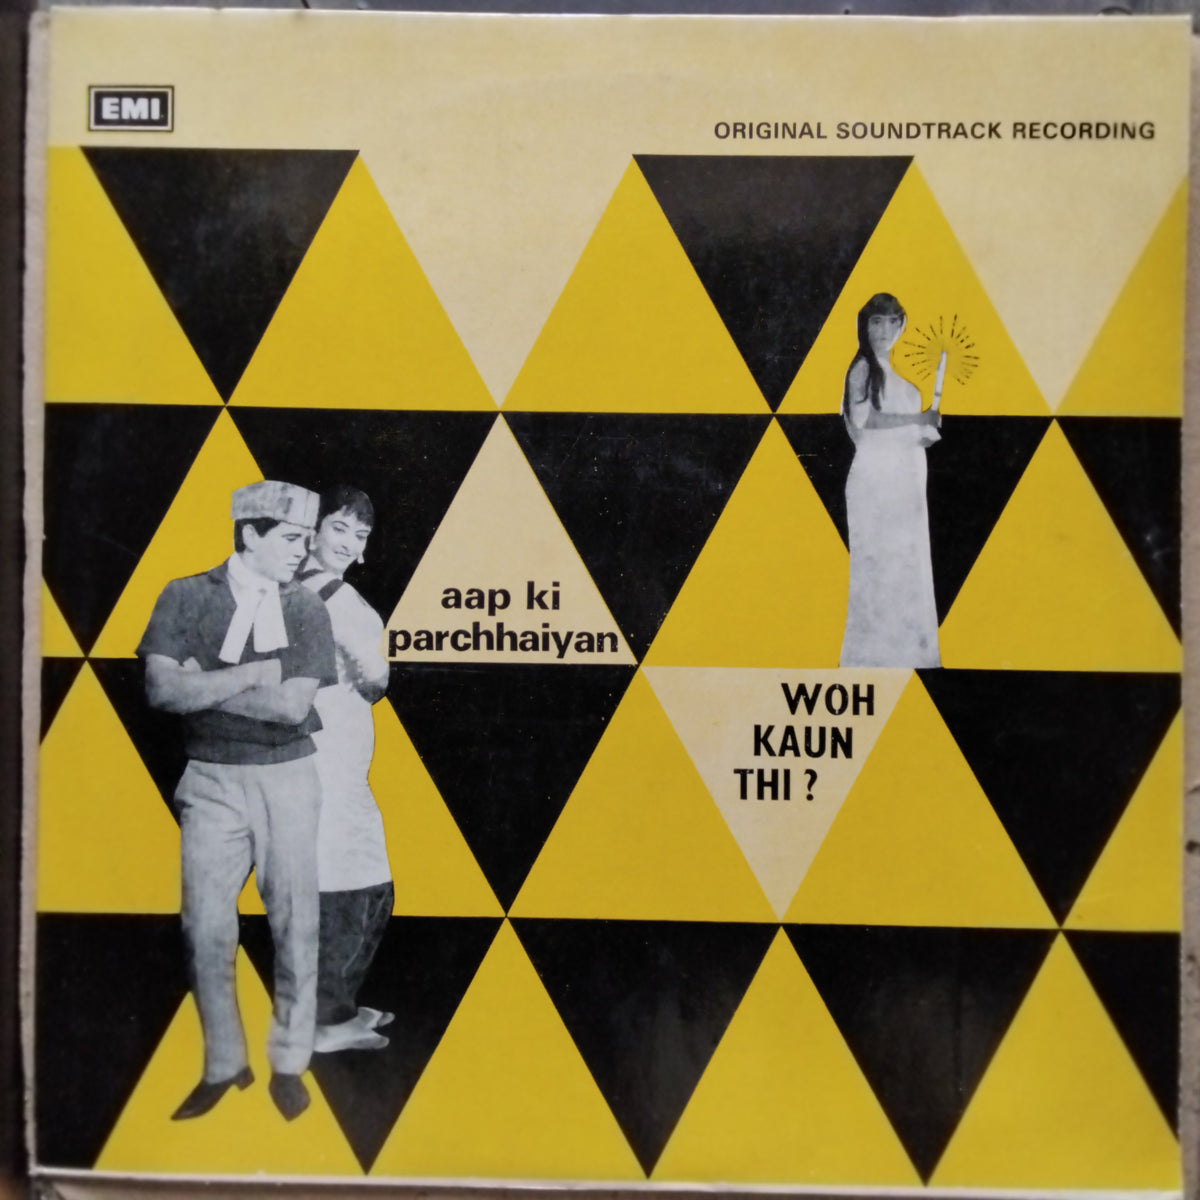 EMI
ORIGINAL SOUNDTRACK RECORDING
aap ki
parchhaiyan
WOH
KAUN
THI ?